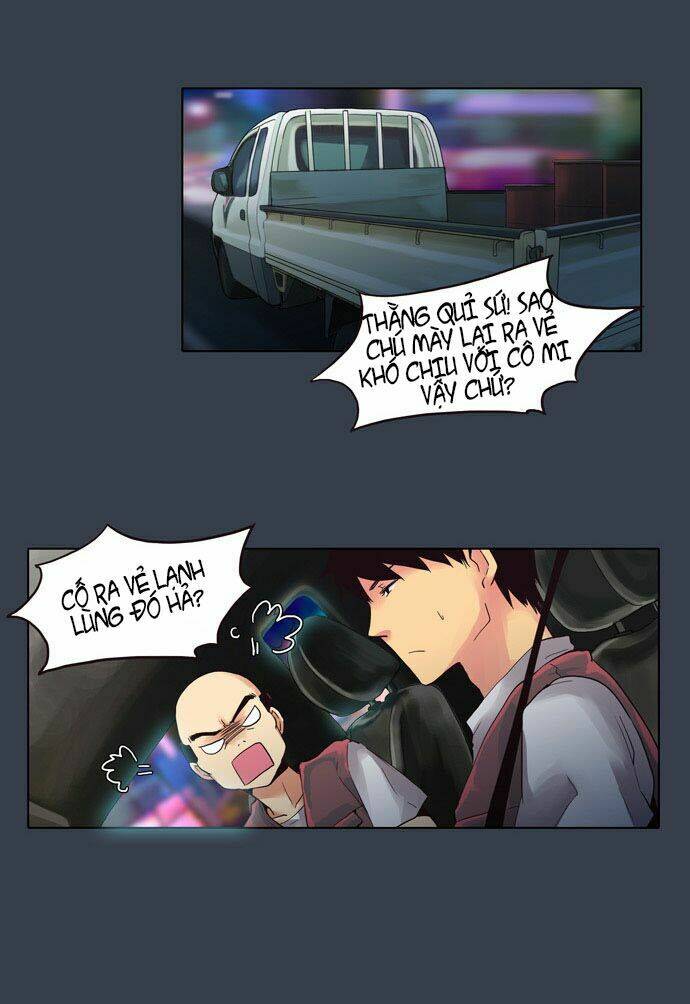 THẰNG QUỈ SỨ! SAO
CHÚ MÀY LẠI RA VẺ
KHÓ CHỊU VỚI CÔ MI
VẬY CHỨ?
CỐ RA VẺ LẠNH
LÙNG ĐÓ HẢ?